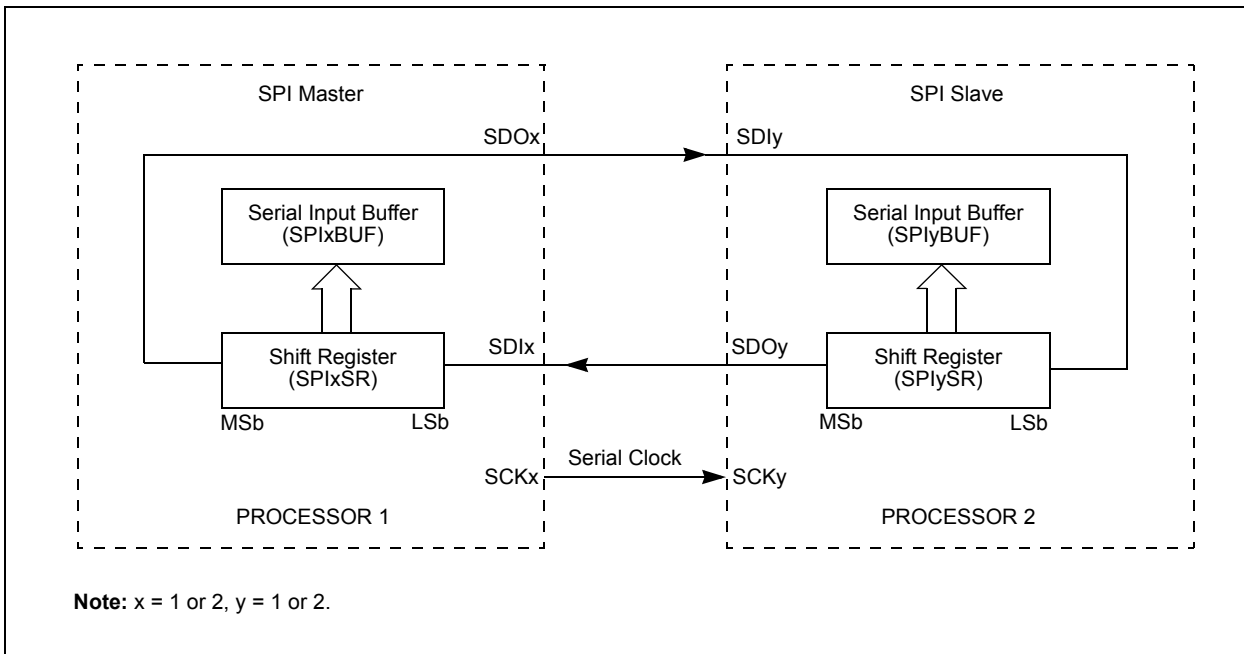 SPI Master
SPI Slave
SDOx
SDIy
Serial Input Buffer
(SPIxBUF)
Serial Input Buffer
(SPIyBUF)
SDIx
SDOy
Shift Register
(SPIxSR)
Shift Register
(SPIySR)
MSb
LSb
MSb
LSb
Serial Clock
SCKx
SCKy
PROCESSOR 1
PROCESSOR 2
Note: x = 1 or 2, y = 1 or 2.